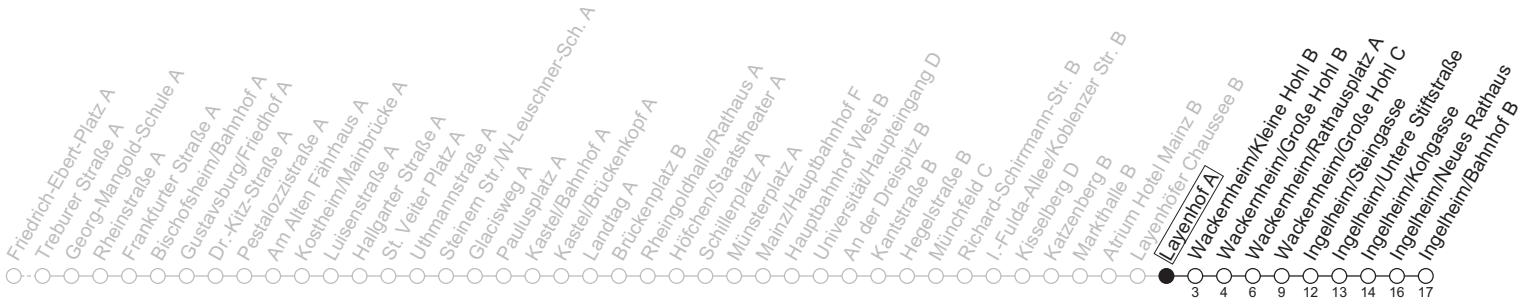 Friedrich-Ebert-Platz A
Treburer Straße A
Georg-Mangold-Schule A
Rheinstraße A
Frankfurter Straße A
Bischofsheim/Bahnhof A
Gustavsburg/Friedhof A
Dr.-Kitz-Straße A
Pestalozzistraße A
Am Alten Fährhaus A
Kostheim/Mainbrücke A
Luisenstraße A
Hallgarter Straße A
St. Veiter Platz A
Uthmannstraße A
Steinern Str./W-Leuschner-Sch. A
Glacisweg A
Paulusplatz A
Kastel/Bahnhof A
Kastel/Brückenkopf A
Landtag A
Brückenplatz B
Rheingoldhalle/Rathaus A
Höfchen/Staatstheater A
Schillerplatz A
Münsterplatz A
Mainz/Hauptbahnhof F
Hauptbahnhof West B
Universität/Haupteingang D
An der Dreispitz B
Kantstraße B
Hegelstraße B
Münchfeld C
Richard-Schirrmann-Str. B
I.-Fulda-Allee/Koblenzer Str. B
Kisselberg D
Katzenberg B
Markthalle B
Atrium Hotel Mainz B
Layenhöfer Chaussee B
Layenhof A
Wackernheim/Kleine Hohl B
Wackernheim/Große Hohl B
Wackernheim/Rathausplatz A
Wackernheim/Große Hohl C
Ingelheim/Steingasse
Ingelheim/Untere Stiftstraße
Ingelheim/Kohgasse
Ingelheim/Neues Rathaus
Ingelheim/Bahnhof B
3 4 6 9 12 13 14 16 17